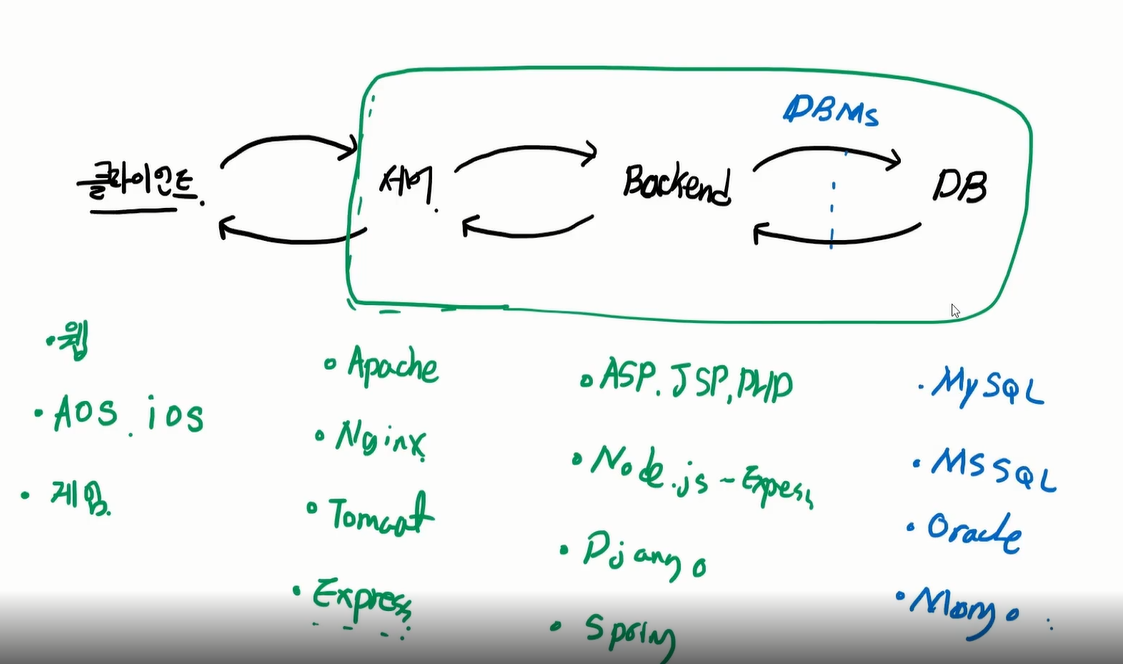 DBMS
클라이언트.
서버.
Backend
DB
• 웹
• AOS. iOS
• 게임.
• Apache
• Nginx
• Tomcat
• Express
• ASP. JSP, PHP
• Node.js - Express
• Django
• Spring
• MySQL
• MSSQL
• Oracle
• Mongo